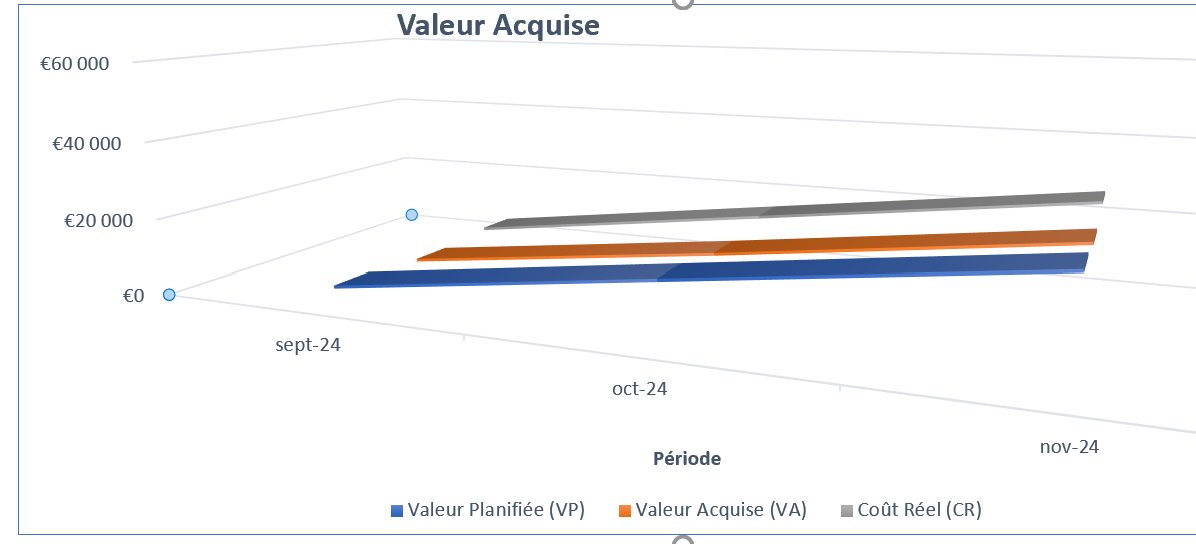 Valeur Acquise
€60 000
€40 000
€20 000
€0
sept-24
oct-24
nov-24
Période
Valeur Planifiée (VP)
Valeur Acquise (VA)
Coût Réel (CR)